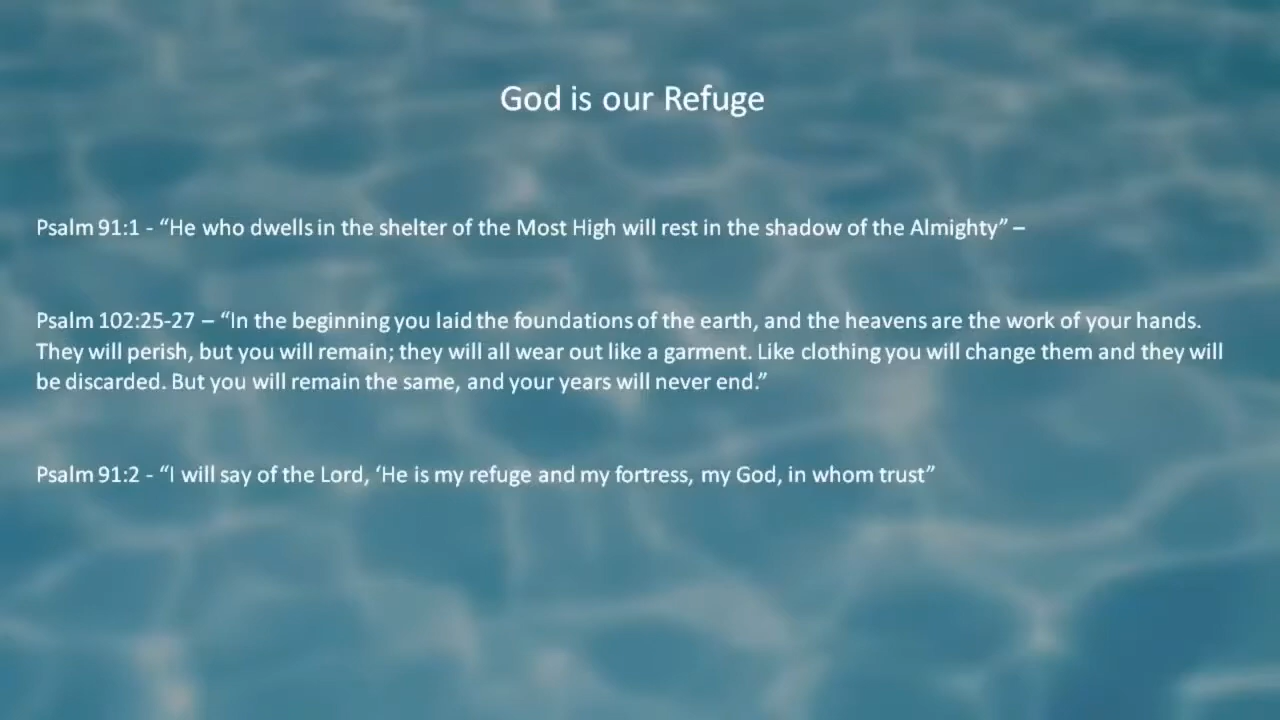 God is our Refuge
Psalm 91:1 - “He who dwells in the shelter of the Most High will rest in the shadow of the Almighty” –
Psalm 102:25-27 – “In the beginning you laid the foundations of the earth, and the heavens are the work of your hands.
They will perish, but you will remain; they will all wear out like a garment. Like clothing you will change them and they will
be discarded. But you will remain the same, and your years will never end.”
Psalm 91:2 - “I will say of the Lord, ‘He is my refuge and my fortress, my God, in whom trust”